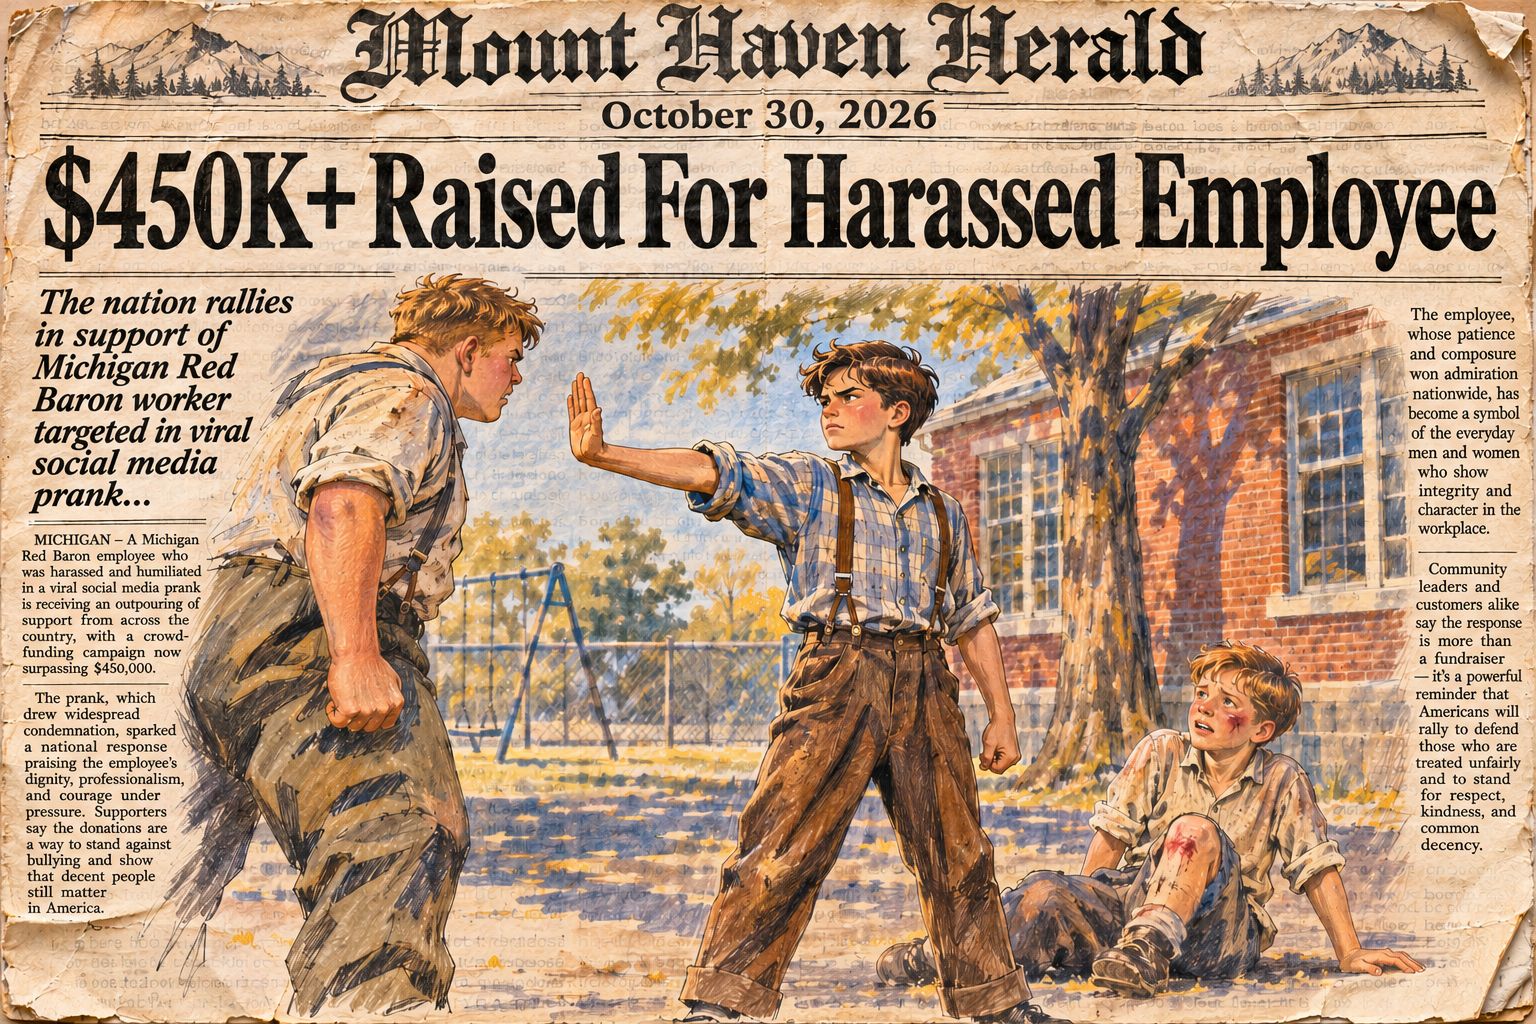 Mount Haven Herald
October 30, 2026
$450K+ Raised For Harassed Employee
The nation rallies
in support of
Michigan Red
Baron worker
targeted in viral
social media
prank...
MICHIGAN – A Michigan
Red Baron employee who
was harassed and humiliated
in a viral social media prank
is receiving an outpouring of
support from across the
country, with a crowd-
funding campaign now
surpassing $450,000.
The prank, which
drew widespread
condemnation, sparked
a national response
praising the employee's
dignity, professionalism,
and courage under
pressure. Supporters
say the donations are
a way to stand against
bullying and show
that decent people
still matter
in America.
The employee,
whose patience
and composure
won admiration
nationwide, has
become a symbol
of the everyday
men and women
who show
integrity and
character in the
workplace.
Community
leaders and
customers alike
say the response
is more than
a fundraiser
— it's a powerful
reminder that
Americans will
rally to defend
those who are
treated unfairly
and to stand
for respect,
kindness, and
common
decency.